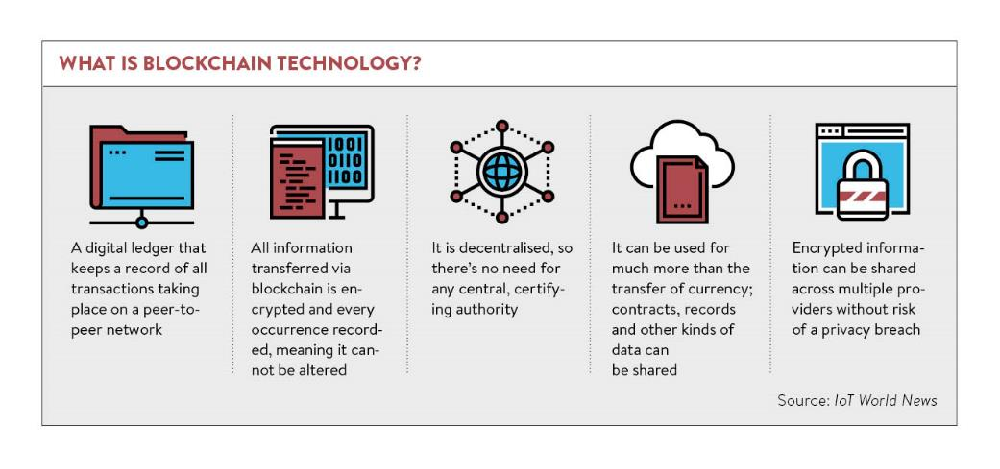 WHAT IS BLOCKCHAIN TECHNOLOGY?
1001
0110
1100
A digital ledger that
keeps a record of all
transactions taking
place on a peer-to-
peer network
All information
transferred via
blockchain is en-
crypted and every
occurrence record-
ed, meaning it can-
not be altered
It is decentralised, so
there's no need for
any central, certify-
ing authority
It can be used for
much more than the
transfer of currency;
contracts, records
and other kinds of
data can
be shared
Encrypted informa-
tion can be shared
across multiple pro-
viders without risk
of a privacy breach
Source: IoT World News